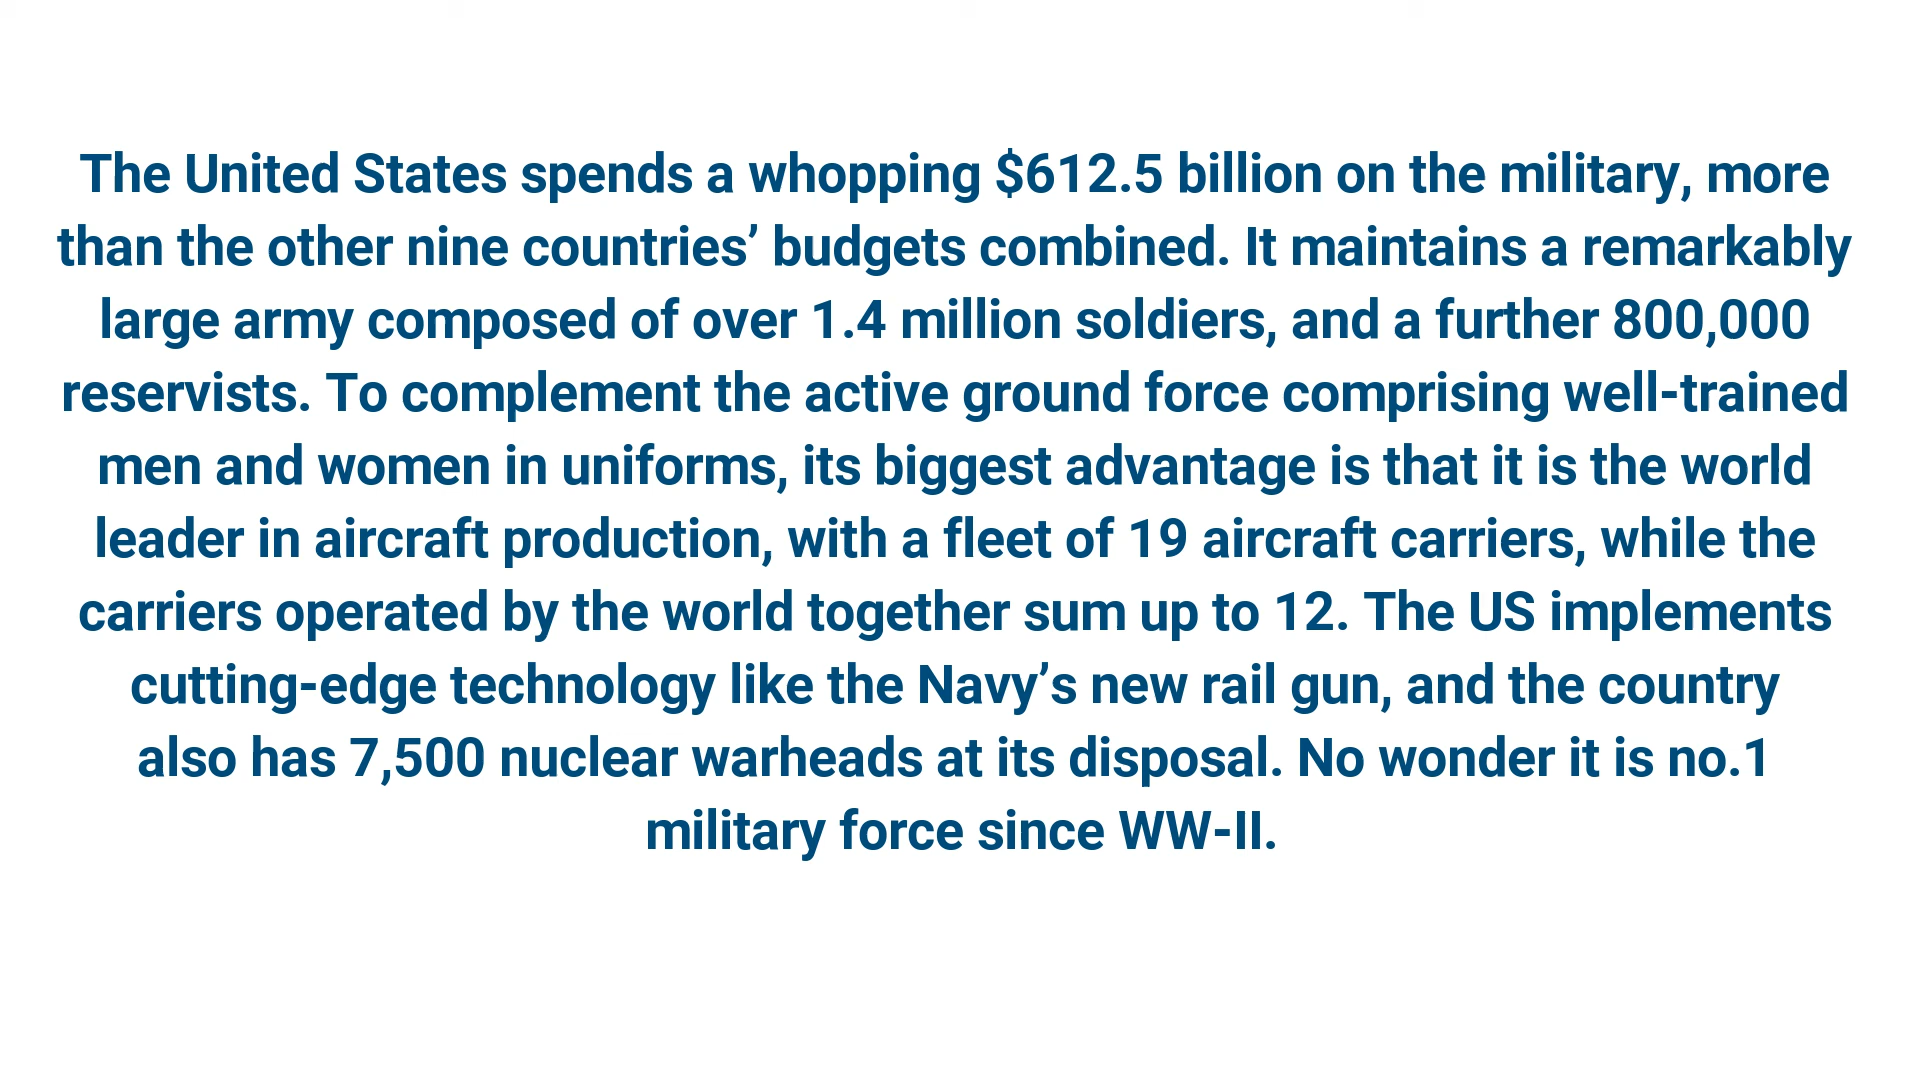 The United States spends a whopping $612.5 billion on the military, more
than the other nine countries’ budgets combined. It maintains a remarkably
large army composed of over 1.4 million soldiers, and a further 800,000
reservists. To complement the active ground force comprising well-trained
men and women in uniforms, its biggest advantage is that it is the world
leader in aircraft production, with a fleet of 19 aircraft carriers, while the
carriers operated by the world together sum up to 12. The US implements
cutting-edge technology like the Navy’s new rail gun, and the country
also has 7,500 nuclear warheads at its disposal. No wonder it is no.1
military force since WW-II.